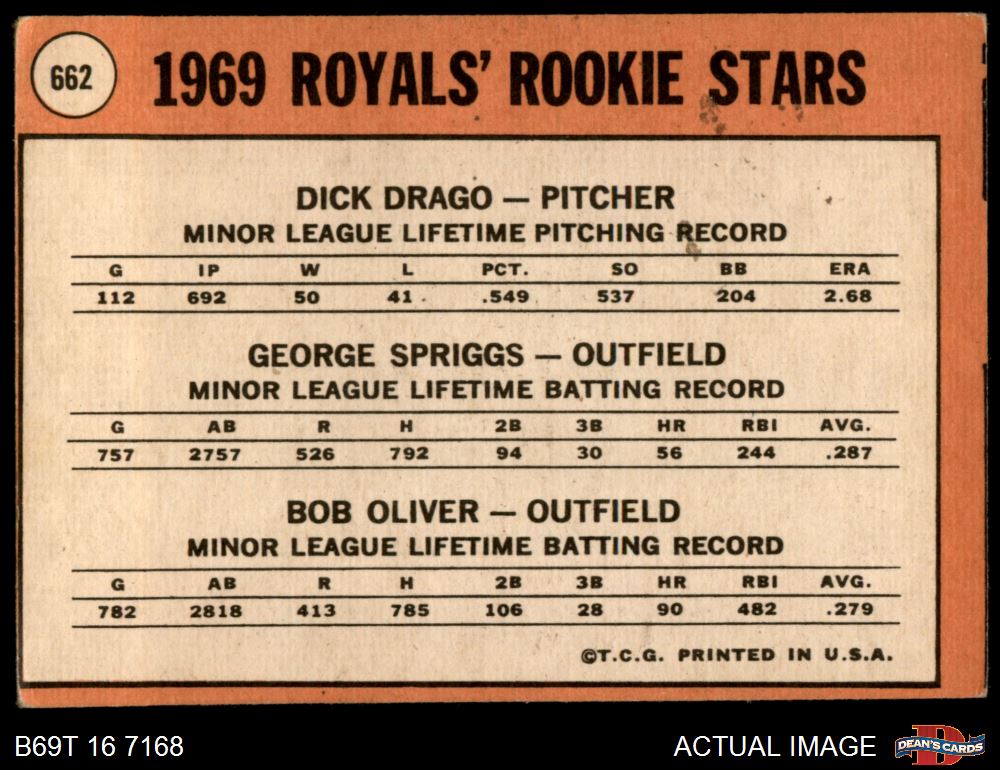 662
1969 ROYALS' ROOKIE STARS
DICK DRAGO — PITCHER
MINOR LEAGUE LIFETIME PITCHING RECORD
G IP W L PCT. SO BB ERA
112 692 50 41 .549 537 204 2.68
GEORGE SPRIGGS — OUTFIELD
MINOR LEAGUE LIFETIME BATTING RECORD
G AB R H 2B 3B HR RBI AVG.
757 2757 526 792 94 30 56 244 .287
BOB OLIVER — OUTFIELD
MINOR LEAGUE LIFETIME BATTING RECORD
G AB R H 2B 3B HR RBI AVG.
782 2818 413 785 106 28 90 482 .279
©T.C.G. PRINTED IN U.S.A.
B69T 16 7168
ACTUAL IMAGE
D
DEAN'S CARDS